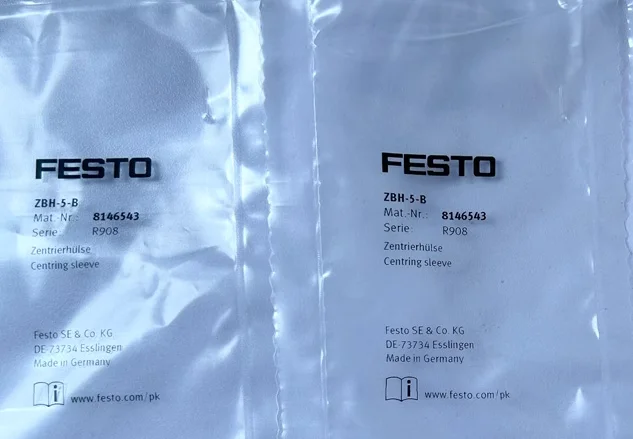 FESTO
ZBH-5-B
Mat.-Nr.: 8146543
Serie: R908
Zentrierhülse
Centring sleeve
Festo SE & Co. KG
DE-73734 Esslingen
Made in Germany
i www.festo.com/pk
FESTO
ZBH-5-B
Mat.-Nr.: 8146543
Serie: R908
Zentrierhülse
Centring sleeve
Festo SE & Co. KG
DE-73734 Esslingen
Made in Germany
i www.festo.com/pk